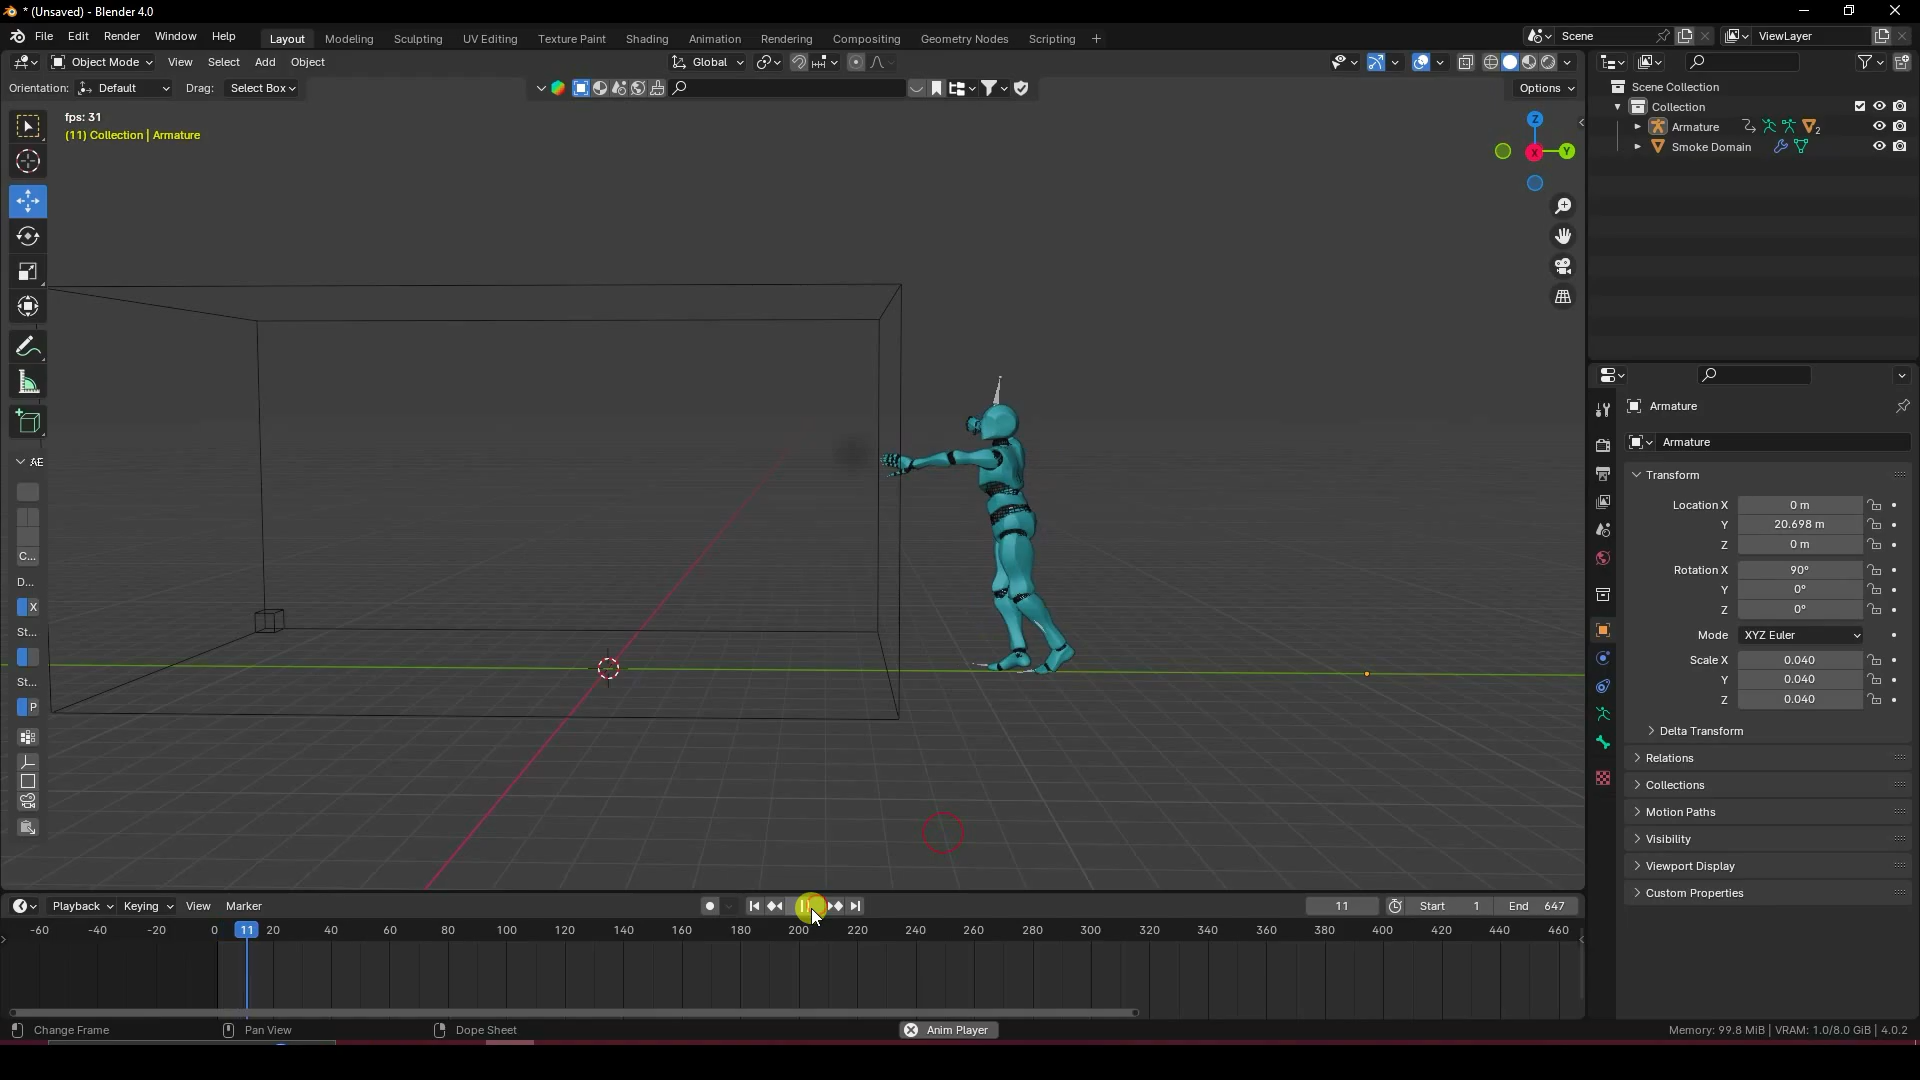 * (Unsaved) - Blender 4.0
File Edit Render Window Help
Layout Modeling Sculpting UV Editing Texture Paint Shading Animation Rendering Compositing Geometry Nodes Scripting +
Scene
ViewLayer
Object Mode View Select Add Object
Global
Orientation: Default Drag: Select Box
Options
fps: 31
(11) Collection | Armature
Z
Y
X
Scene Collection
Collection
Armature
2
Smoke Domain
AE
C...
D...
X
St...
St...
P
Armature
Armature
Transform
Location X 0 m
Y 20.698 m
Z 0 m
Rotation X 90°
Y 0°
Z 0°
Mode XYZ Euler
Scale X 0.040
Y 0.040
Z 0.040
Delta Transform
Relations
Collections
Motion Paths
Visibility
Viewport Display
Custom Properties
Playback Keying View Marker
11 Start 1 End 647
-60 -40 -20 0 11 20 40 60 80 100 120 140 160 180 200 220 240 260 280 300 320 340 360 380 400 420 440 460
Change Frame Pan View Dope Sheet Anim Player
Memory: 99.8 MiB | VRAM: 1.0/8.0 GiB | 4.0.2